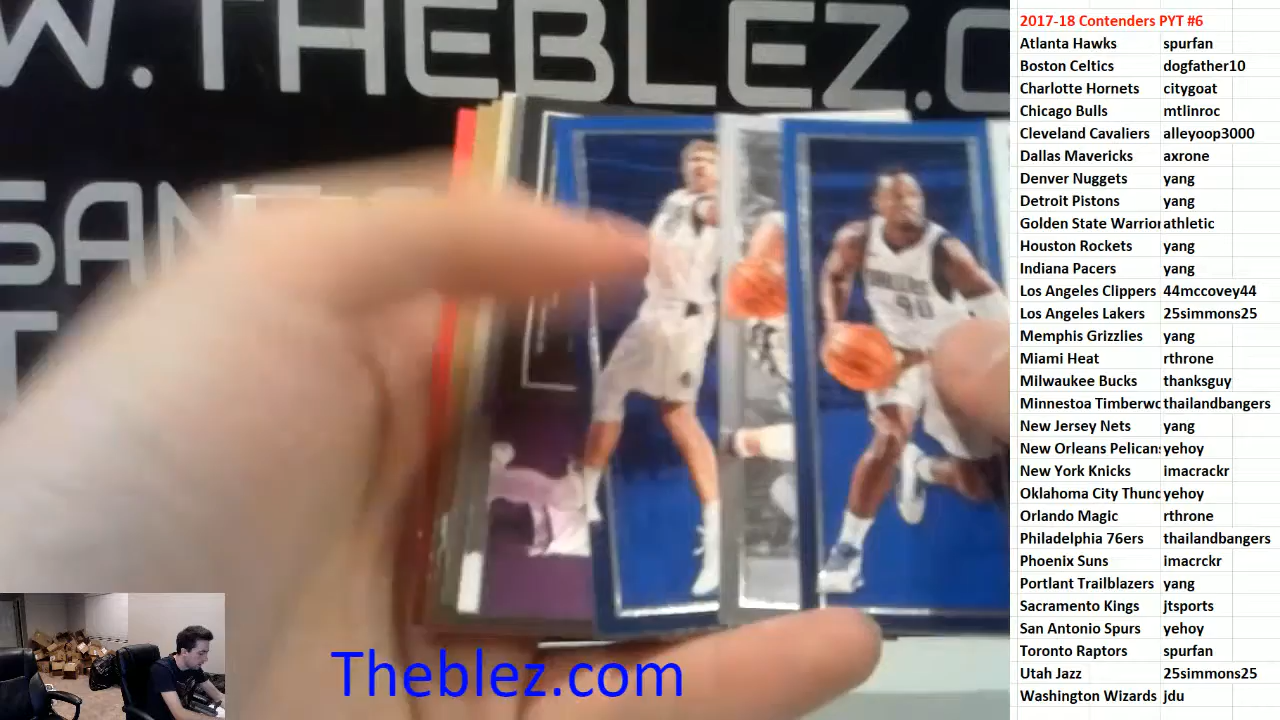 W.THEBLEZ.C
SAN
T
Theblez.com
2017-18 Contenders PYT #6
Atlanta Hawks spurfan
Boston Celtics dogfather10
Charlotte Hornets citygoat
Chicago Bulls mtlinroc
Cleveland Cavaliers alleyoop3000
Dallas Mavericks axrone
Denver Nuggets yang
Detroit Pistons yang
Golden State Warrior athletic
Houston Rockets yang
Indiana Pacers yang
Los Angeles Clippers 44mccovey44
Los Angeles Lakers 25simmons25
Memphis Grizzlies yang
Miami Heat rthrone
Milwaukee Bucks thanksguy
Minnestoa Timberwo thailandbangers
New Jersey Nets yang
New Orleans Pelicans yehoy
New York Knicks imacrackr
Oklahoma City Thund yehoy
Orlando Magic rthrone
Philadelphia 76ers thailandbangers
Phoenix Suns imacrckr
Portlant Trailblazers yang
Sacramento Kings jtsports
San Antonio Spurs yehoy
Toronto Raptors spurfan
Utah Jazz 25simmons25
Washington Wizards jdu